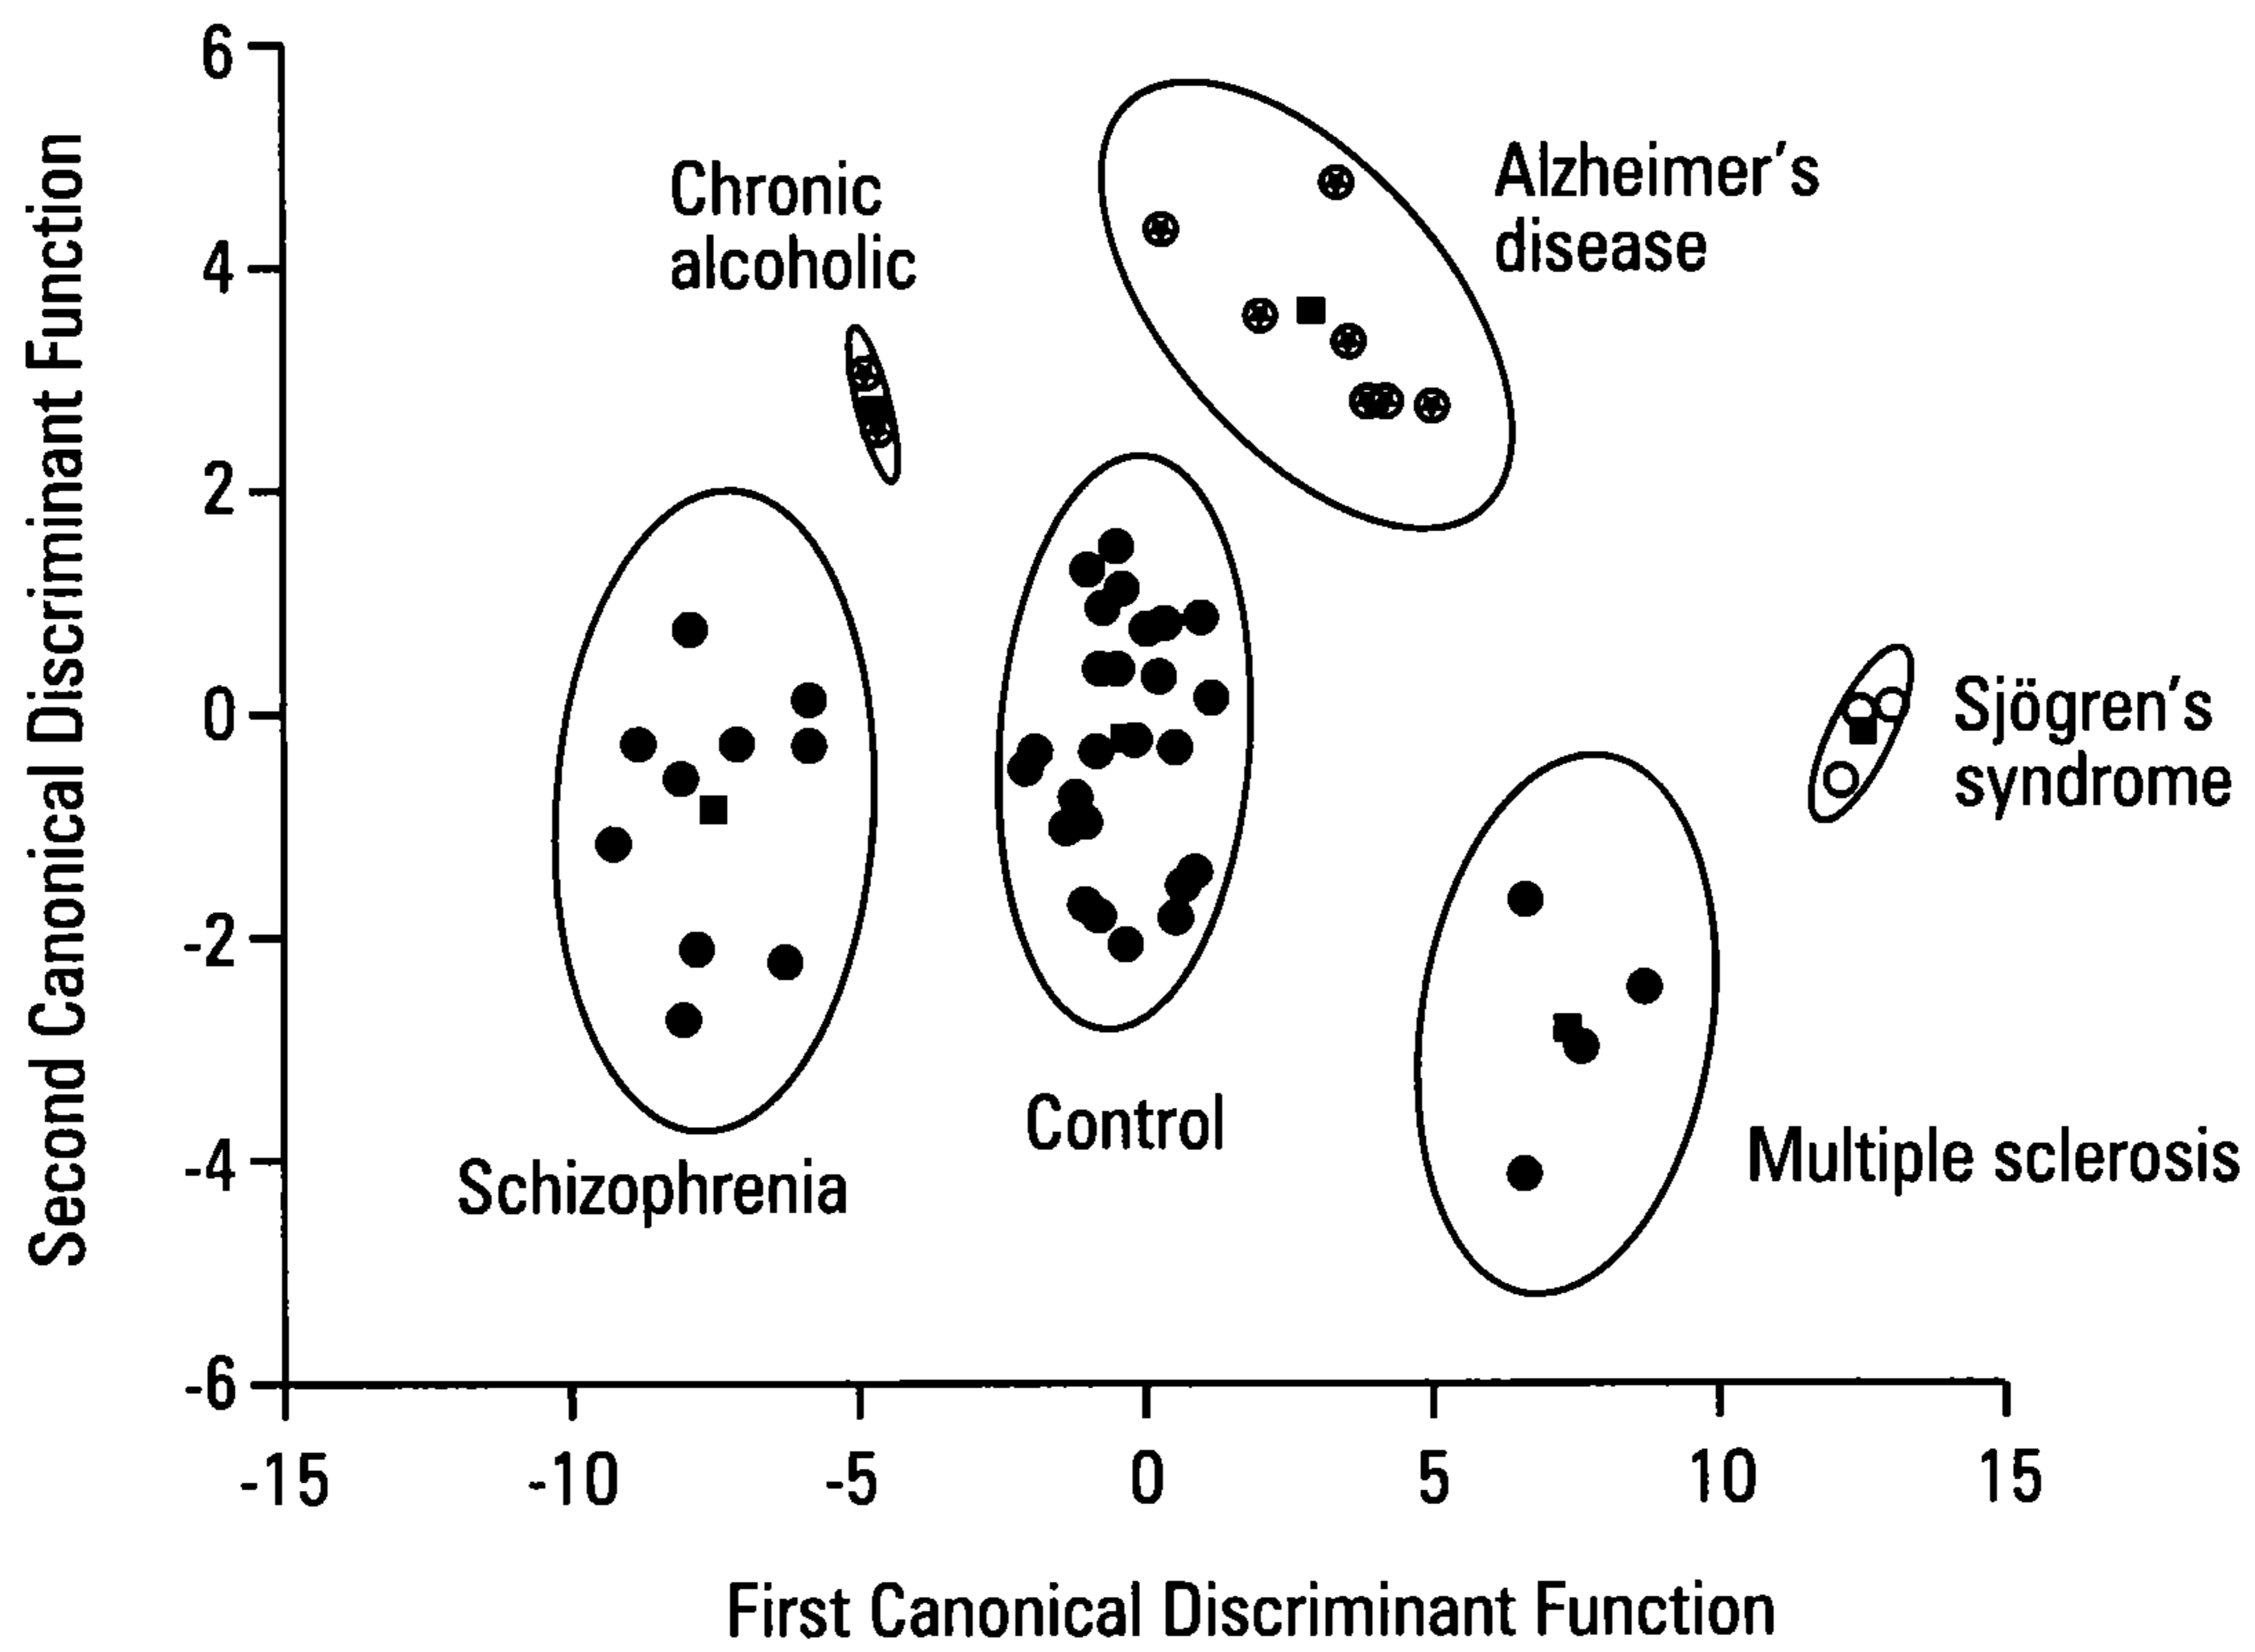 6
4
2
0
-2
-4
-6
Second Canonical Discriminant Function
Chronic
alcoholic
Alzheimer's
disease
Sjögren's
syndrome
Control
Schizophrenia
Multiple sclerosis
-15 -10 -5 0 5 10 15
First Canonical Discriminant Function